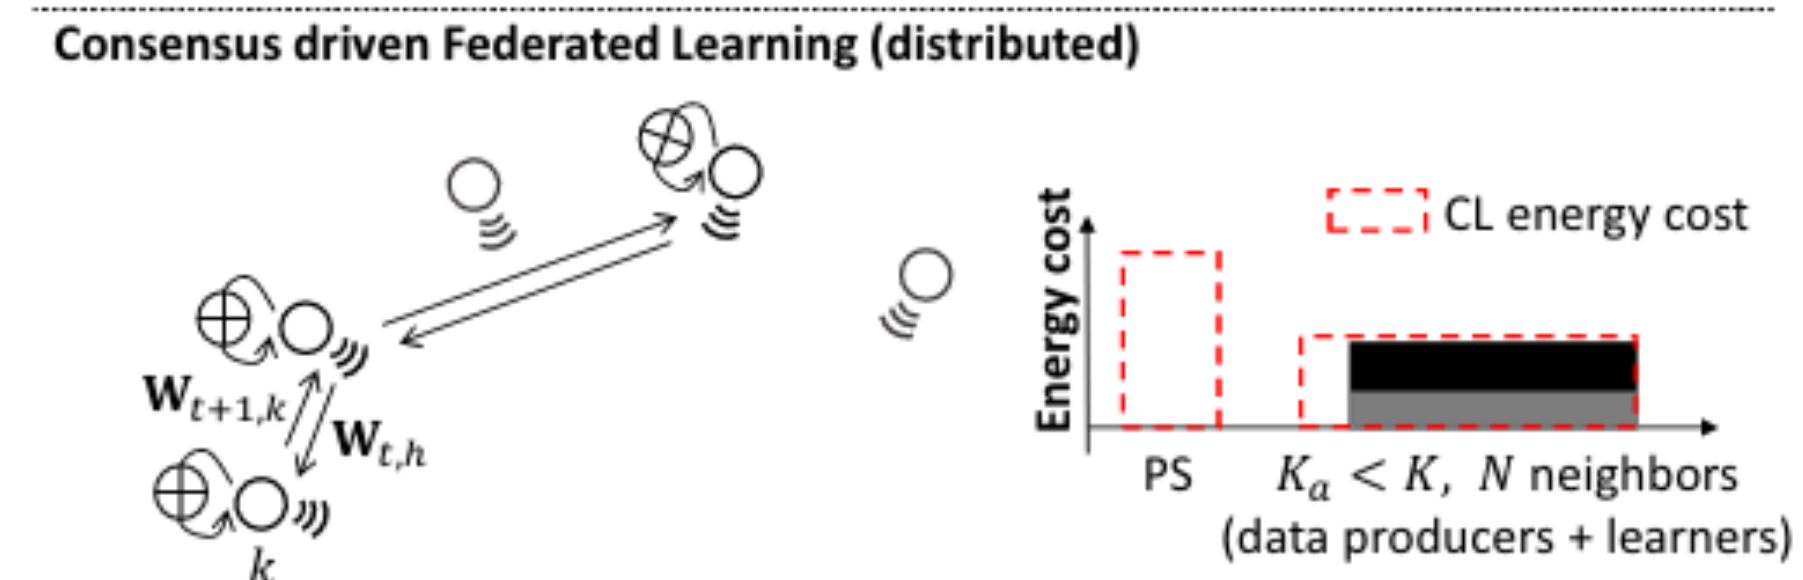 Consensus driven Federated Learning (distributed)
CL energy cost
Energy cost
W_{t+1,k}
W_{t,h}
k
PS
K_a < K, N neighbors
(data producers + learners)